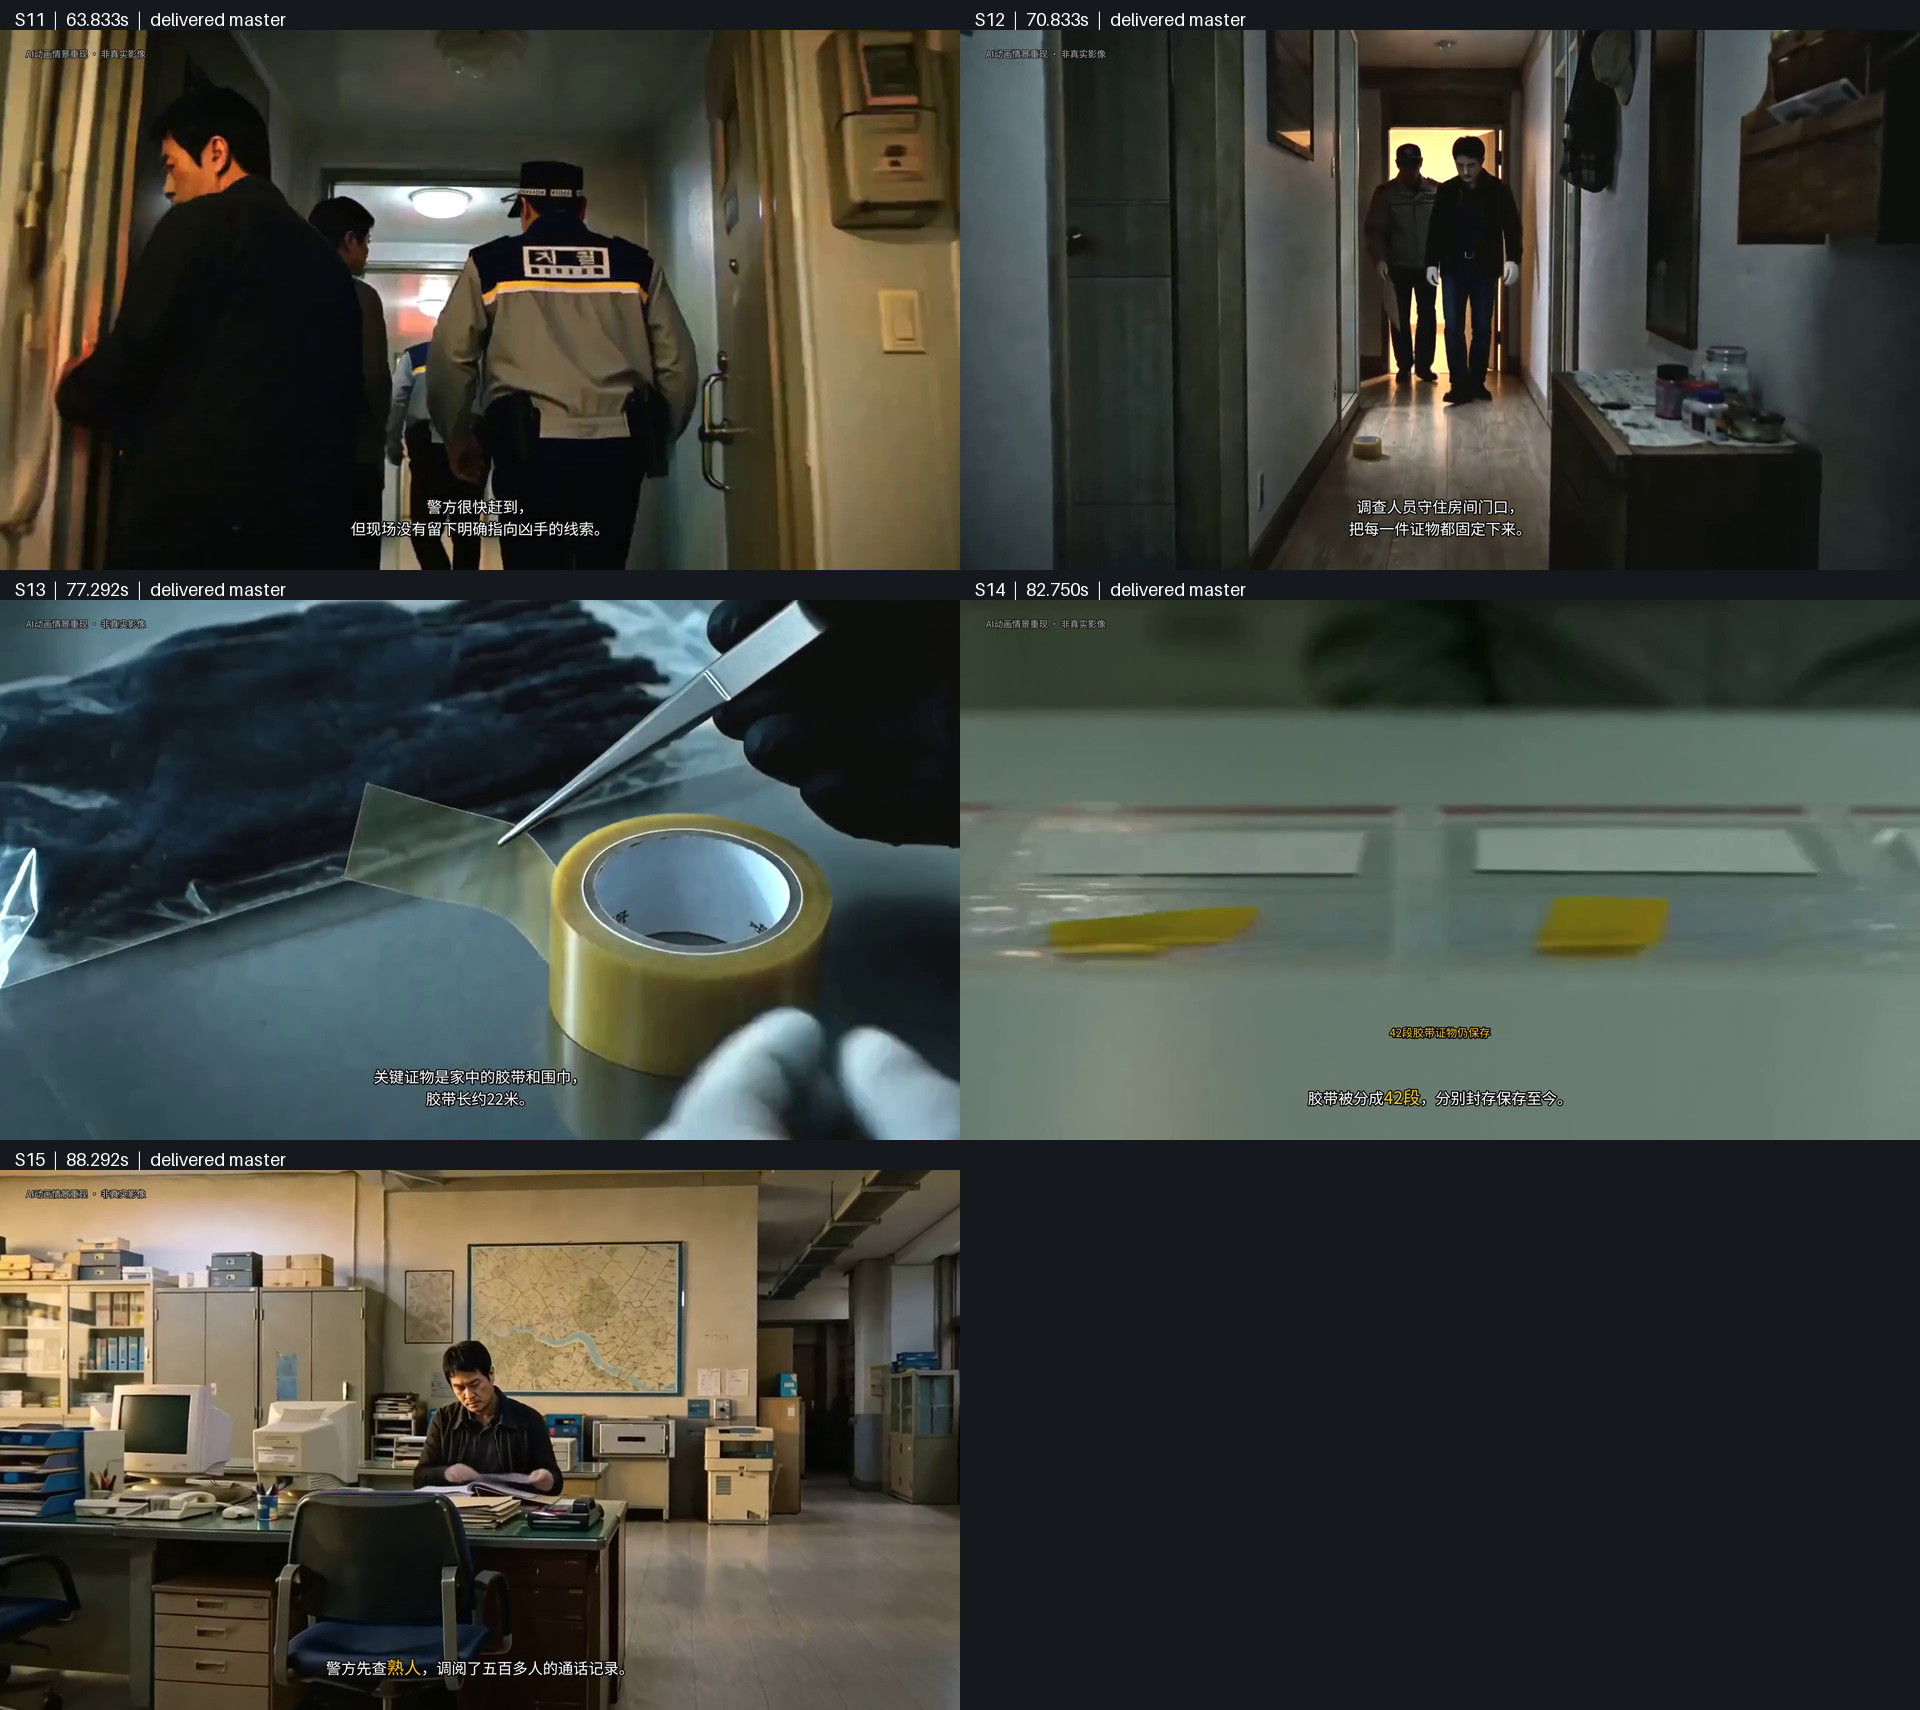 S11 | 63.833s | delivered master
AI动画情景重现 · 非真实影像
警方很快赶到，
但现场没有留下明确指向凶手的线索。
S12 | 70.833s | delivered master
AI动画情景重现 · 非真实影像
调查人员守住房间门口，
把每一件证物都固定下来。
S13 | 77.292s | delivered master
AI动画情景重现 · 非真实影像
关键证物是家中的胶带和围巾，
胶带长约22米。
S14 | 82.750s | delivered master
AI动画情景重现 · 非真实影像
42段胶带证物仍保存
胶带被分成42段，分别封存保存至今。
S15 | 88.292s | delivered master
AI动画情景重现 · 非真实影像
警方先查熟人，调阅了五百多人的通话记录。